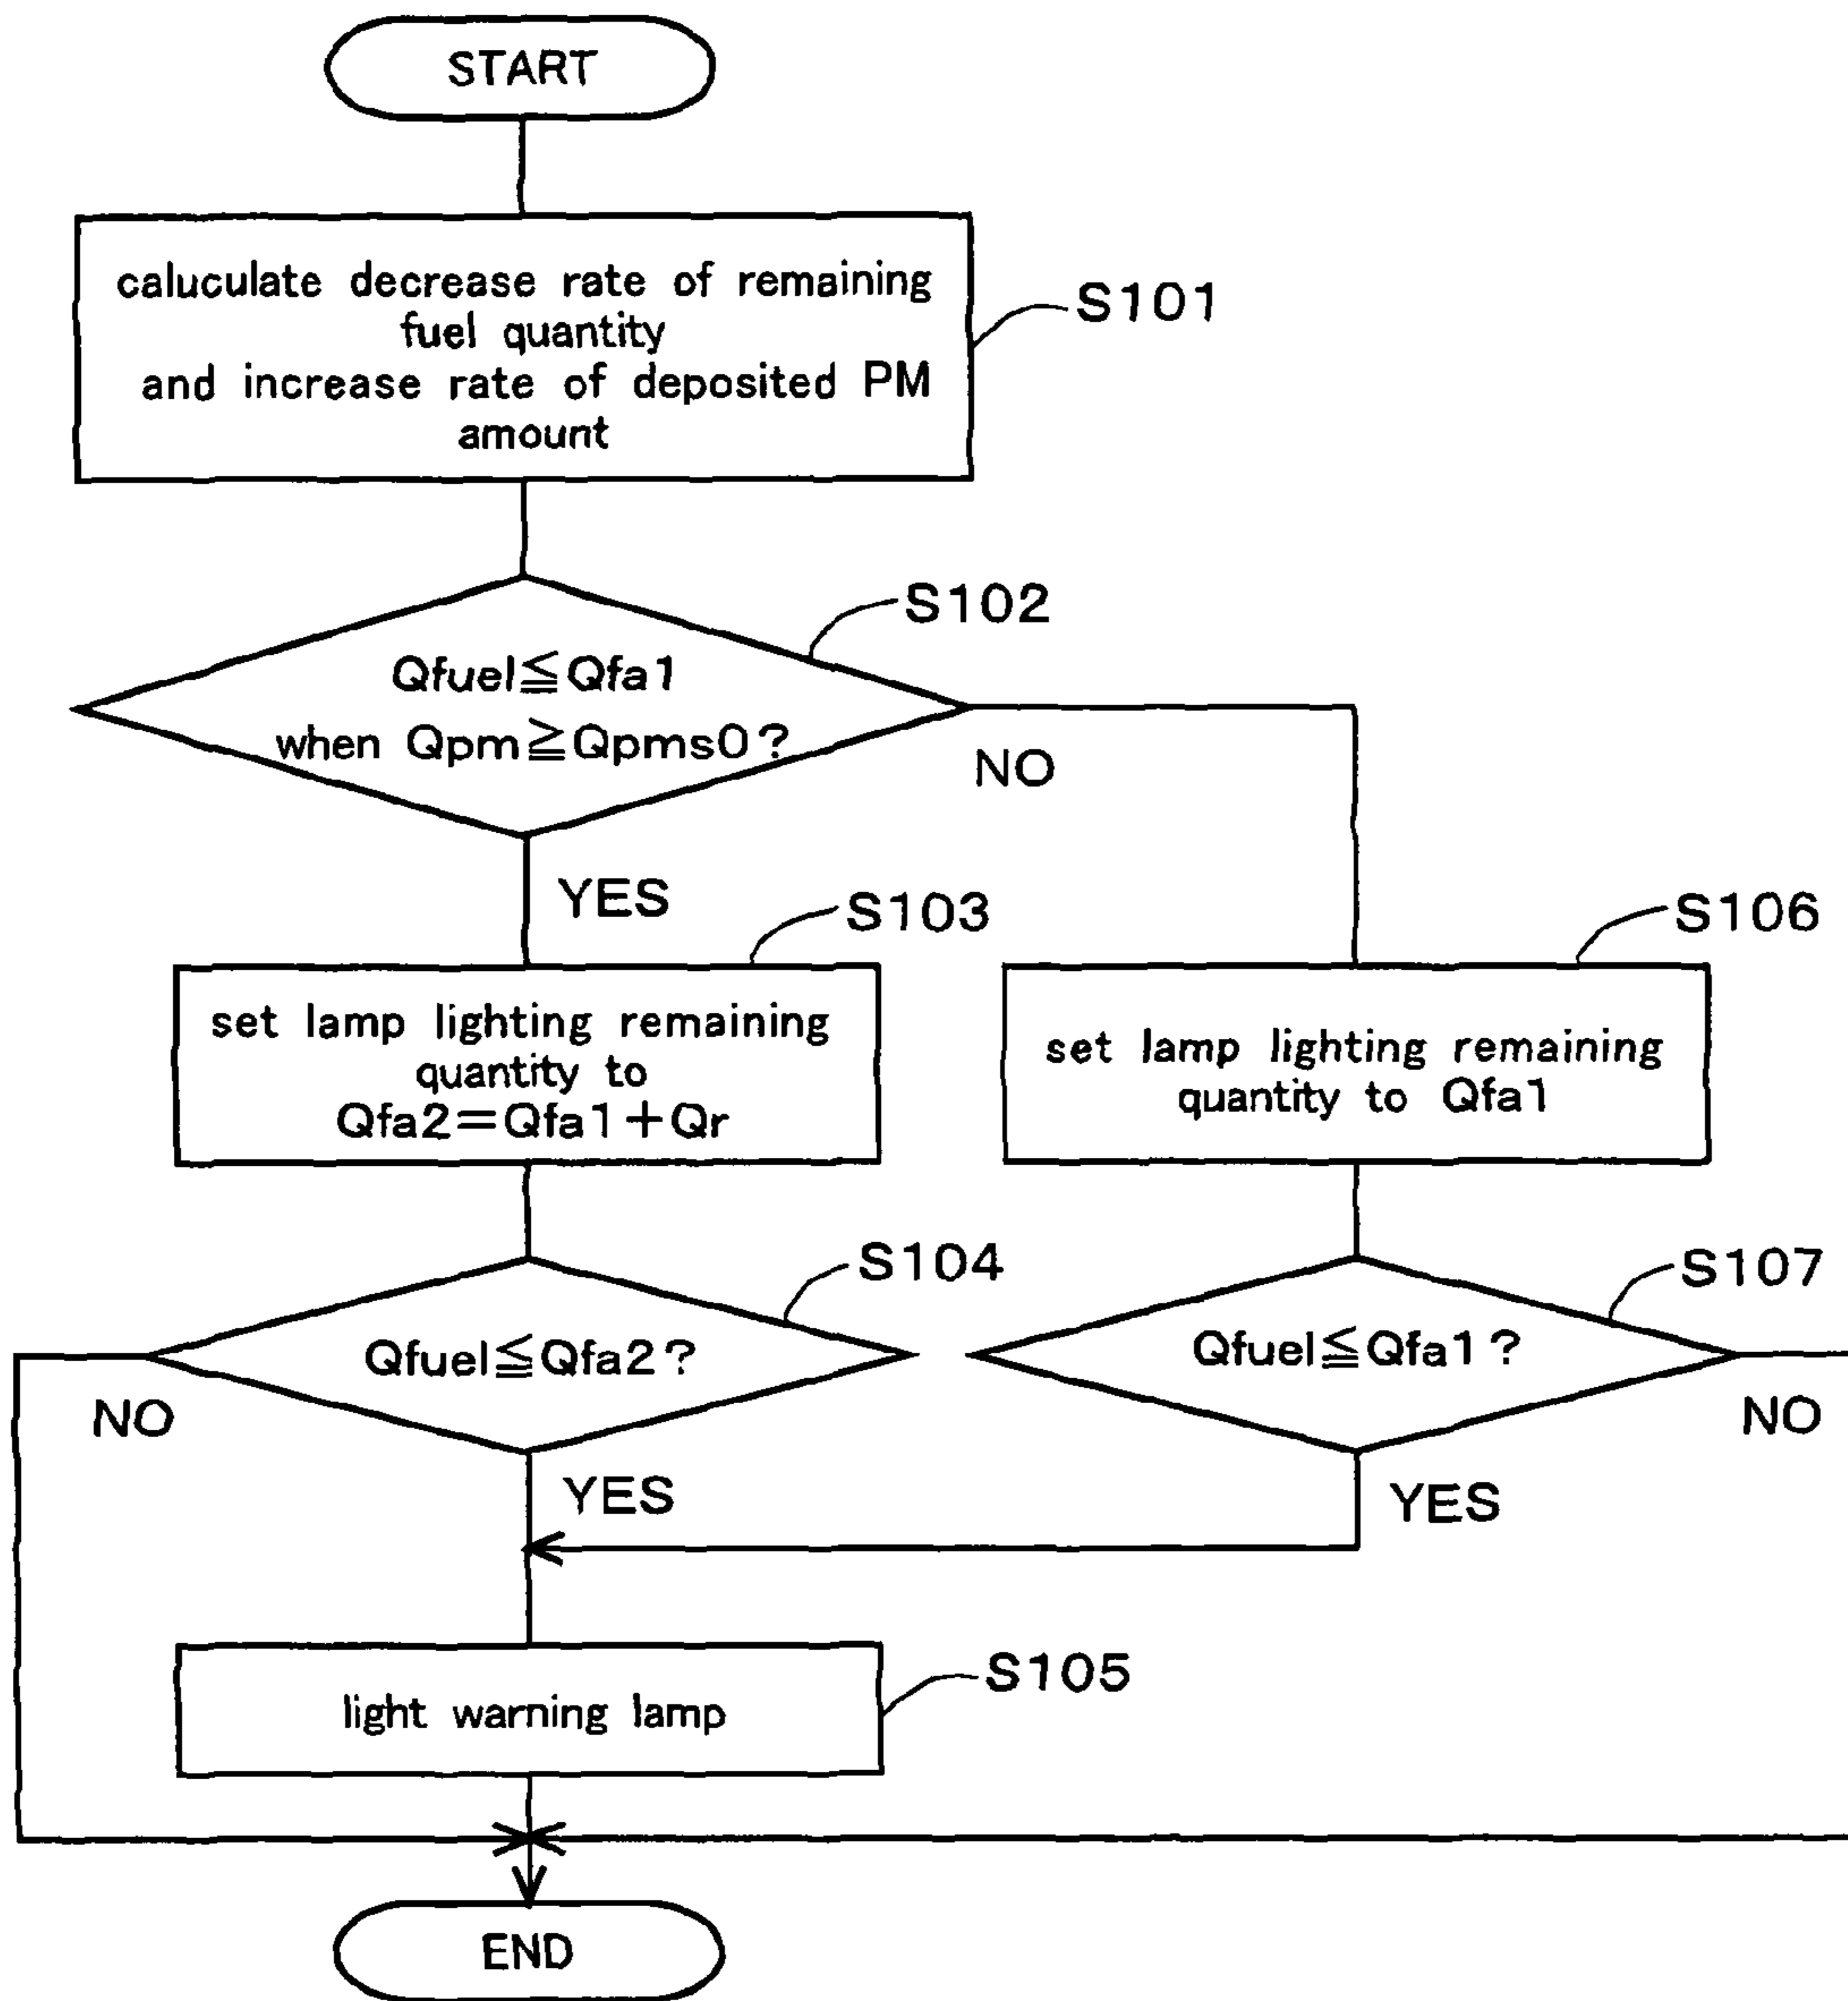 START
caluculate decrease rate of remaining
fuel quantity
and increase rate of deposited PM
amount
S101
S102
Qfuel≦Qfa1
when Qpm≧Qpms0?
NO
YES
S103
set lamp lighting remaining
quantity to
Qfa2=Qfa1+Qr
S106
set lamp lighting remaining
quantity to Qfa1
S104
Qfuel≦Qfa2?
NO
YES
S107
Qfuel≦Qfa1?
NO
YES
S105
light warning lamp
END